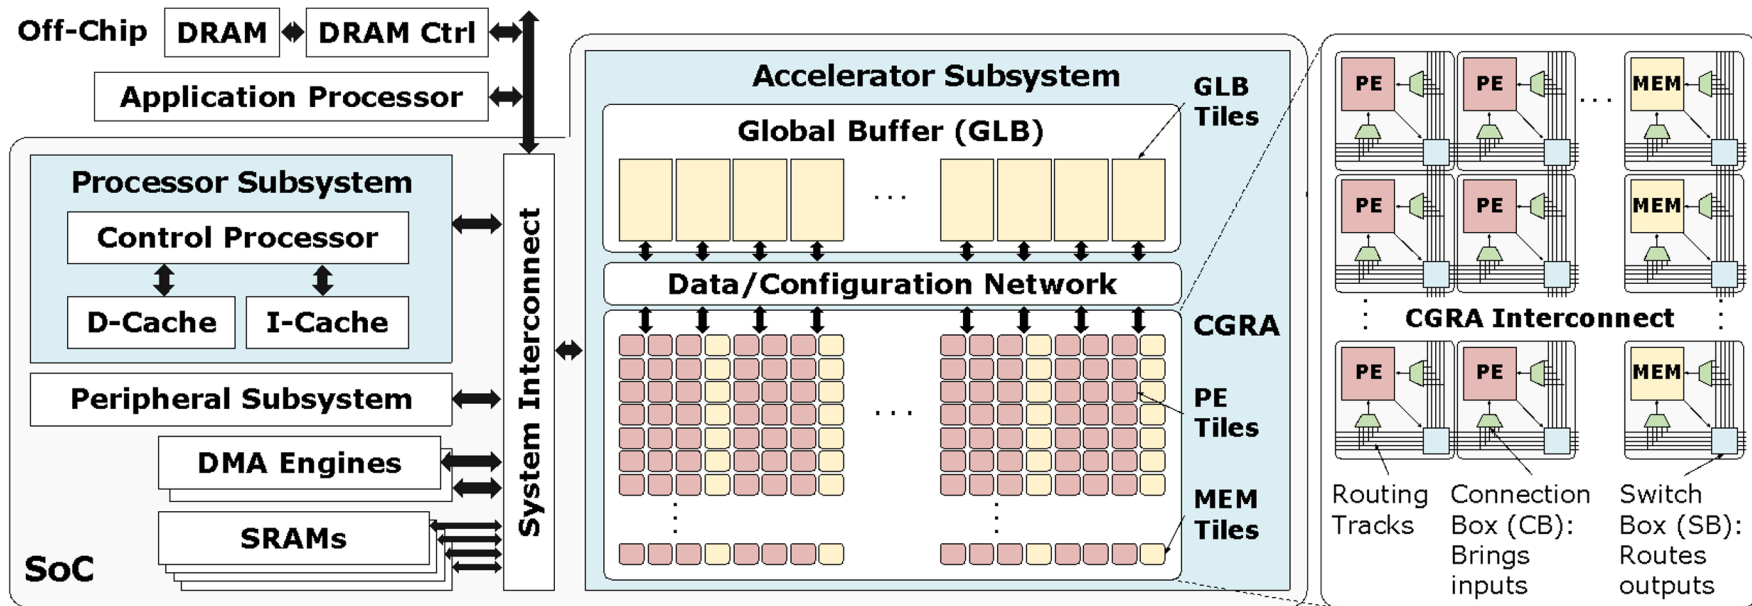 Off-Chip
DRAM
DRAM Ctrl
Application Processor
Processor Subsystem
Control Processor
D-Cache
I-Cache
Peripheral Subsystem
DMA Engines
SRAMs
SoC
System Interconnect
Accelerator Subsystem
Global Buffer (GLB)
GLB
Tiles
...
Data/Configuration Network
CGRA
...
PE
Tiles
MEM
Tiles
PE
PE
...
MEM
PE
PE
MEM
CGRA Interconnect
PE
PE
MEM
Routing
Tracks
Connection
Box (CB):
Brings
inputs
Switch
Box (SB):
Routes
outputs